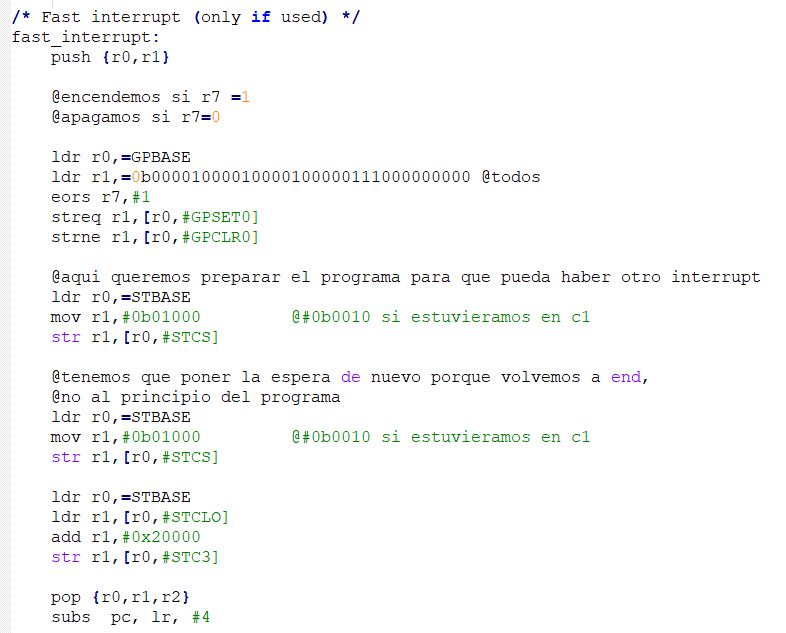 /* Fast interrupt (only if used) */
fast_interrupt:
push {r0,r1}
@encendemos si r7 =1
@apagamos si r7=0
ldr r0,=GPBASE
ldr r1,=0b00001000010000100000111000000000 @todos
eors r7,#1
streq r1,[r0,#GPSET0]
strne r1,[r0,#GPCLR0]
@aqui queremos preparar el programa para que pueda haber otro interrupt
ldr r0,=STBASE
mov r1,#0b01000 @#0b0010 si estuvieramos en c1
str r1,[r0,#STCS]
@tenemos que poner la espera de nuevo porque volvemos a end,
@no al principio del programa
ldr r0,=STBASE
mov r1,#0b01000 @#0b0010 si estuvieramos en c1
str r1,[r0,#STCS]
ldr r0,=STBASE
ldr r1,[r0,#STCLO]
add r1,#0x20000
str r1,[r0,#STC3]
pop {r0,r1,r2}
subs pc, lr, #4